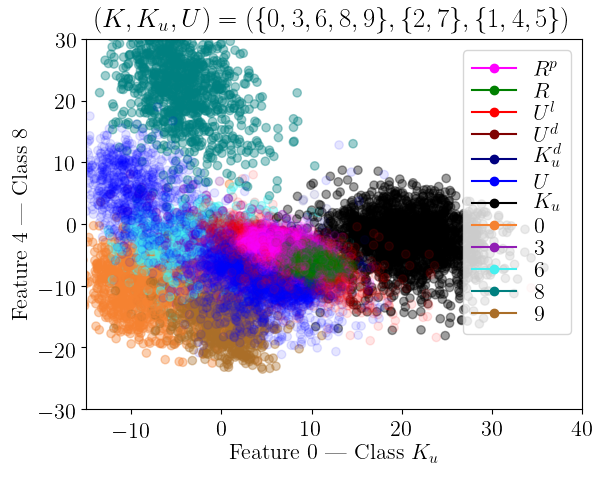 (K, K_u, U) = ({0, 3, 6, 8, 9}, {2, 7}, {1, 4, 5})
Feature 4 — Class 8
30
20
10
0
−10
−20
−30
R^p
R
U^l
U^d
K_u^d
U
K_u
0
3
6
8
9
−10
0
10
20
30
40
Feature 0 — Class K_u